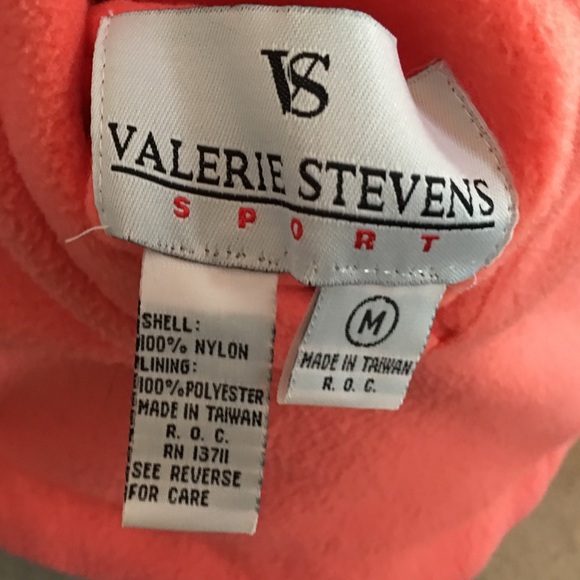 VS
VALERIE STEVENS
SPORT
SHELL:
100% NYLON
LINING:
100%POLYESTER
MADE IN TAIWAN
R. O. C.
RN 13711
SEE REVERSE
FOR CARE
M
MADE IN TAIWAN
R. O. C.